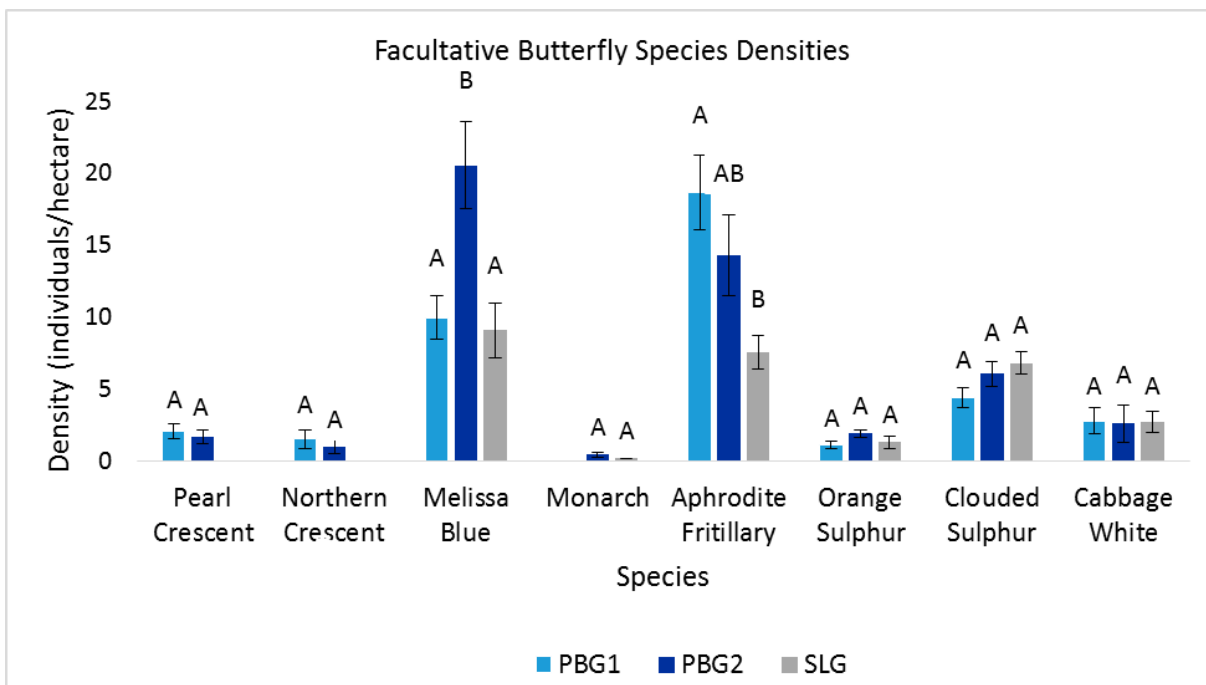 Facultative Butterfly Species Densities
Density (individuals/hectare)
25
20
15
10
5
0
A A
A A
A B A
A A
A AB B
A A A
A A A
A A A
Pearl Crescent
Northern Crescent
Melissa Blue
Monarch
Aphrodite Fritillary
Orange Sulphur
Clouded Sulphur
Cabbage White
Species
PBG1 PBG2 SLG